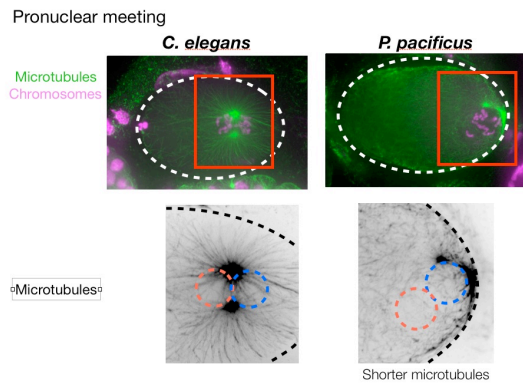 Pronuclear meeting
C. elegans
P. pacificus
Microtubules
Chromosomes
Microtubules
Shorter microtubules